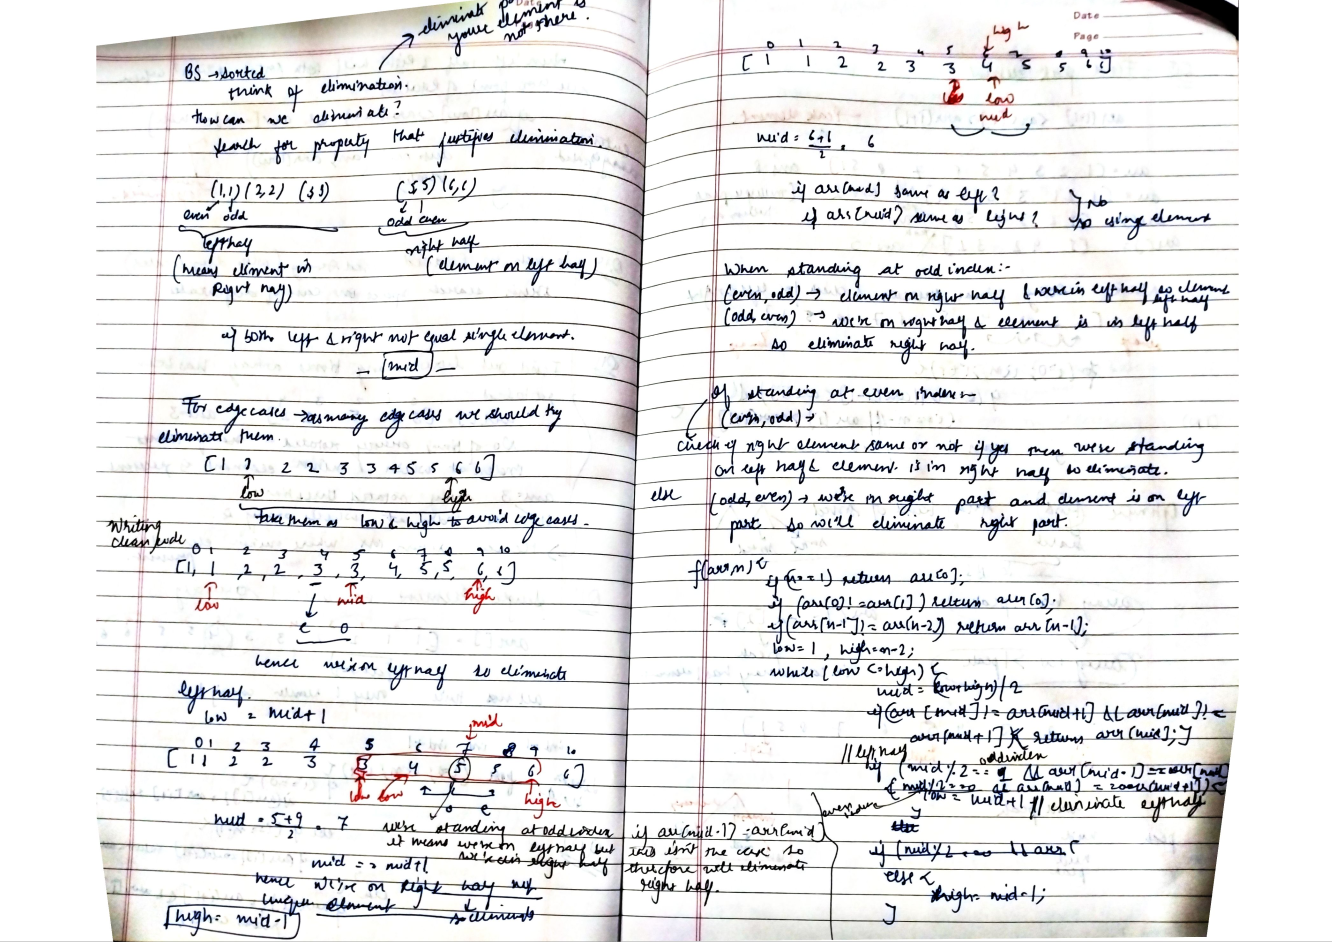 eliminate
your element is
not there.
BS → sorted
think of elimination.
How can we eliminate?
Search for property that justifies elimination.
(1,1) (2,2) (3,3) (5,5) (6,6)
even odd odd even
left half right half
(means element in (element on left half)
Right half)
if both left & right not equal single element.
- [mid] -
For edge cases → as many edge cases we should try
eliminate them.
[1 1 2 2 3 3 4 5 5 6 6]
low high
Take them as low & high to avoid edge cases.
Writing
clean code
0 1 2 3 4 5 6 7 8 9 10
[1, 1, 2, 2, 3, 3, 4, 5, 5, 6, 6]
low mid high
e o
hence we're on left half so eliminate
left half.
low = mid+1
mid
0 1 2 3 4 5 6 7 8 9 10
[1 1 2 2 3 3 4 5 5 6 6]
low low high
o e
mid = 5+9/2 = 7
we're standing at odd index
it means we're on left half but
we're in right half
if arr(mid-1) = arr(mid)
this isn't the case so
therefore will eliminate
right half.
mid == mid+1
hence we're on Right half not
unique element so eliminate
high = mid-1
Date
Page
high
0 1 2 3 4 5 6 7 8 9 10
[1 1 2 2 3 3 4 5 5 6 6]
low
mid
mid = 6+6/2 = 6
if arr[mid] same as left?
if arr[mid] same as right?
No
so single element
When standing at odd index:-
(even, odd) → element on right half & we're in left half so eliminate
left half
(odd, even) → we're on right half & element is in left half
so eliminate right half.
If standing at even index:-
(even, odd) →
Check if right element same or not if yes then we're standing
on left half & element is in right half so eliminate.
else (odd, even) → we're in right part and element is on left
part so we'll eliminate right part.
f(arr, n) {
if (n == 1) return arr[0];
if (arr[0] != arr[1]) return arr[0];
if (arr[n-1] != arr[n-2]) return arr[n-1];
low = 1, high = n-2;
while (low <= high) {
mid = (low+high)/2
if (arr[mid] != arr[mid+1] && arr[mid] !=
arr[mid+1]) { return arr[mid]; }
// left half
odd index
if (mid % 2 == 1 && arr[mid-1] == arr[mid]
even index
(mid % 2 == 0 && arr[mid] == arr[mid+1])) {
low = mid+1 // eliminate left half
}
if (mid % 2 == 0 && arr[
else {
high = mid-1;
}